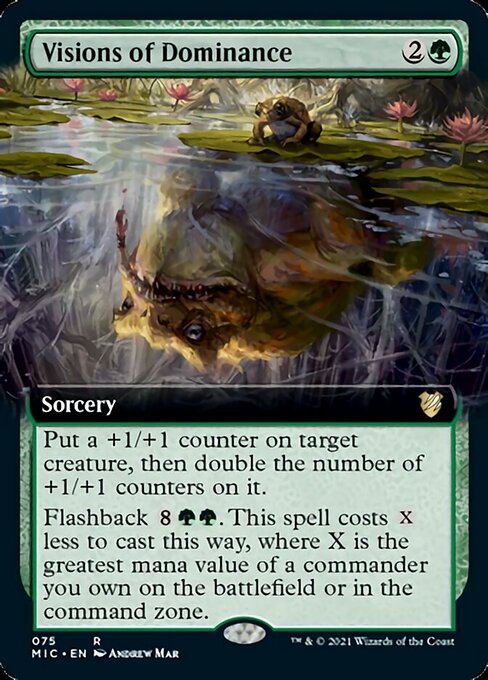 Visions of Dominance 2
Sorcery
Put a +1/+1 counter on target
creature, then double the number of
+1/+1 counters on it.
Flashback 8. This spell costs X
less to cast this way, where X is the
greatest mana value of a commander
you own on the battlefield or in the
command zone.
075 R
MIC • EN Andrew Mar
™ & © 2021 Wizards of the Coast